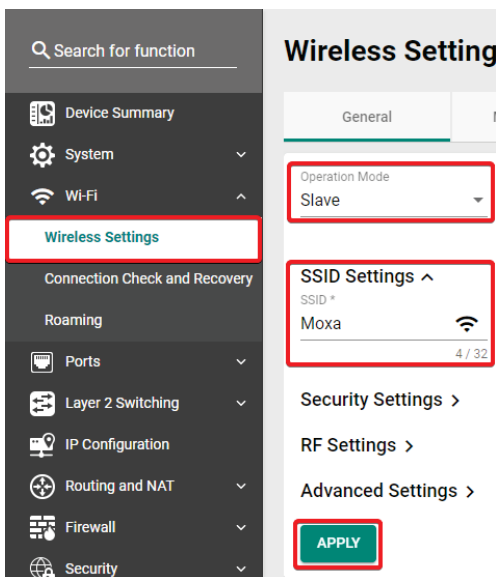 Search for function
Device Summary
System
Wi-Fi
Wireless Settings
Connection Check and Recovery
Roaming
Ports
Layer 2 Switching
IP Configuration
Routing and NAT
Firewall
Security
Wireless Setting
General
Operation Mode
Slave
SSID Settings
SSID *
Moxa
4 / 32
Security Settings
RF Settings
Advanced Settings
APPLY